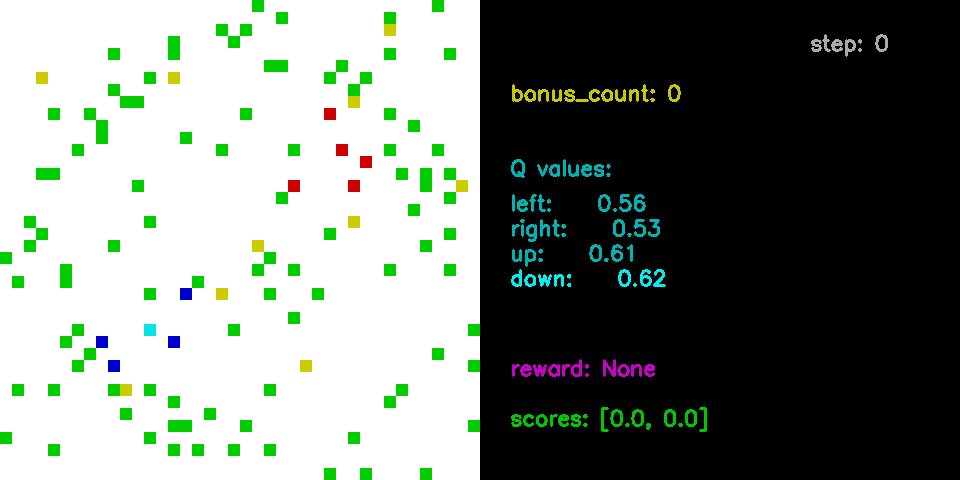 step: 0
bonus_count: 0
Q values:
left: 0.56
right: 0.53
up: 0.61
down: 0.62
reward: None
scores: [0.0, 0.0]